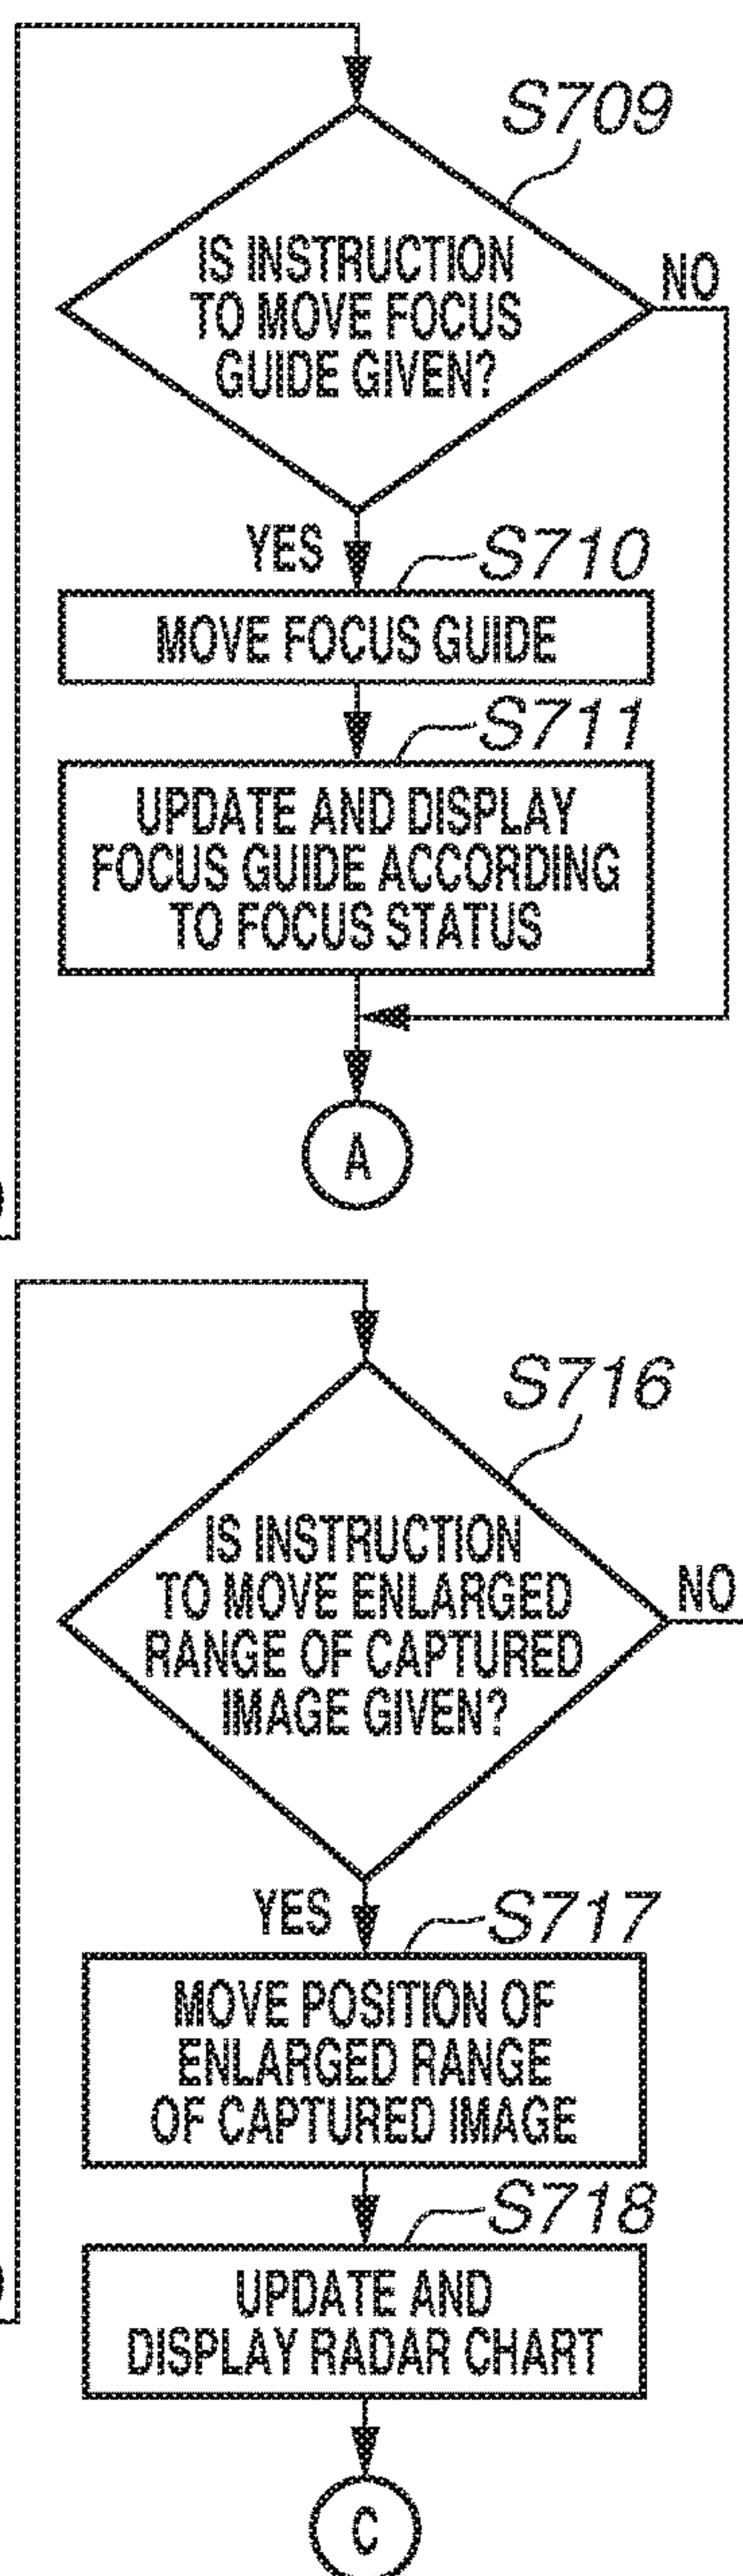 S709
IS INSTRUCTION
TO MOVE FOCUS
GUIDE GIVEN?
NO
YES
S710
MOVE FOCUS GUIDE
S711
UPDATE AND DISPLAY
FOCUS GUIDE ACCORDING
TO FOCUS STATUS
A
S716
IS INSTRUCTION
TO MOVE ENLARGED
RANGE OF CAPTURED
IMAGE GIVEN?
NO
YES
S717
MOVE POSITION OF
ENLARGED RANGE
OF CAPTURED IMAGE
S718
UPDATE AND
DISPLAY RADAR CHART
C